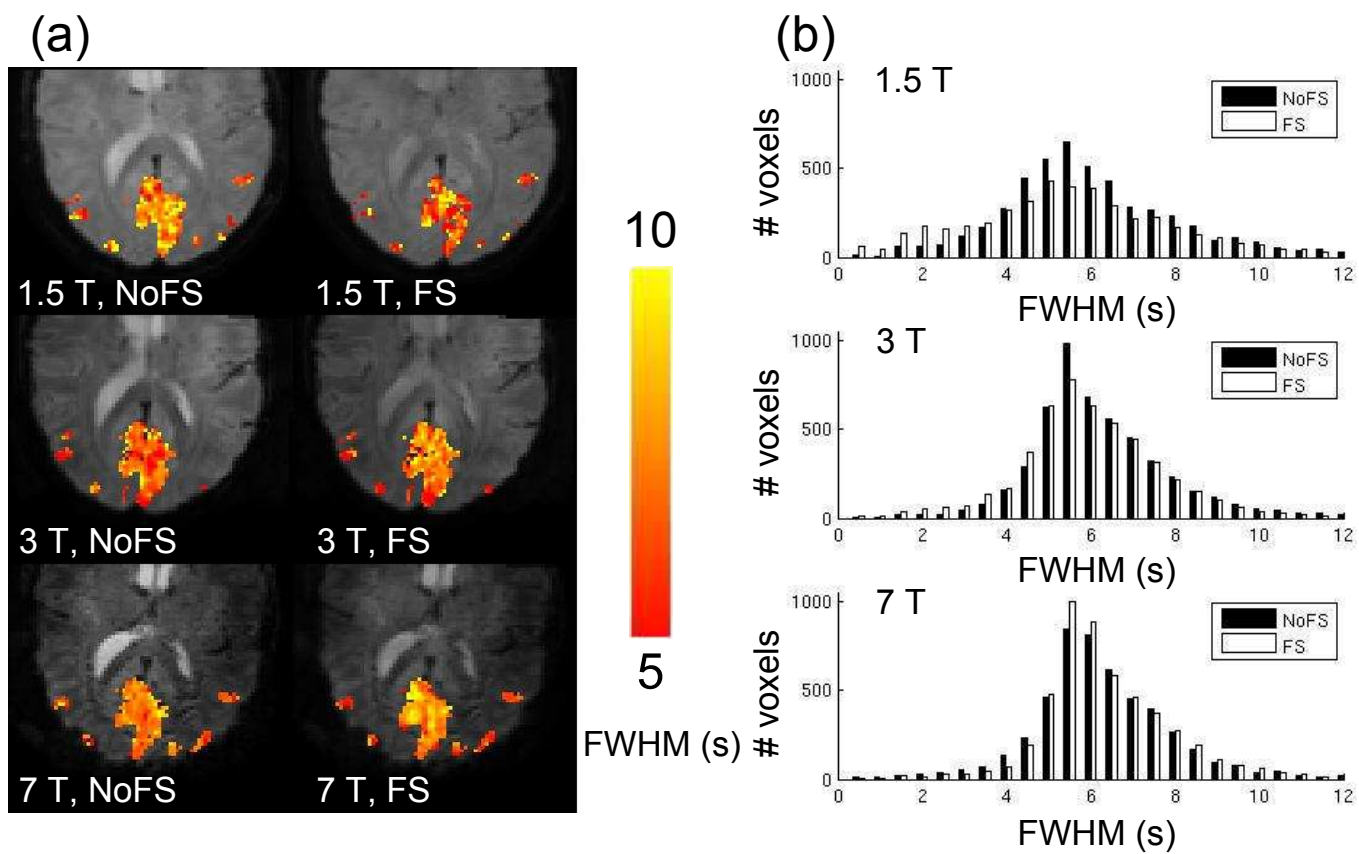 (a)
1.5 T, NoFS
1.5 T, FS
3 T, NoFS
3 T, FS
7 T, NoFS
7 T, FS
10
5
FWHM (s)
(b)
1.5 T
NoFS
FS
# voxels
1000
500
0
0 2 4 6 8 10 12
FWHM (s)
3 T
NoFS
FS
# voxels
1000
500
0
0 2 4 6 8 10 12
FWHM (s)
7 T
NoFS
FS
# voxels
1000
500
0
0 2 4 6 8 10 12
FWHM (s)